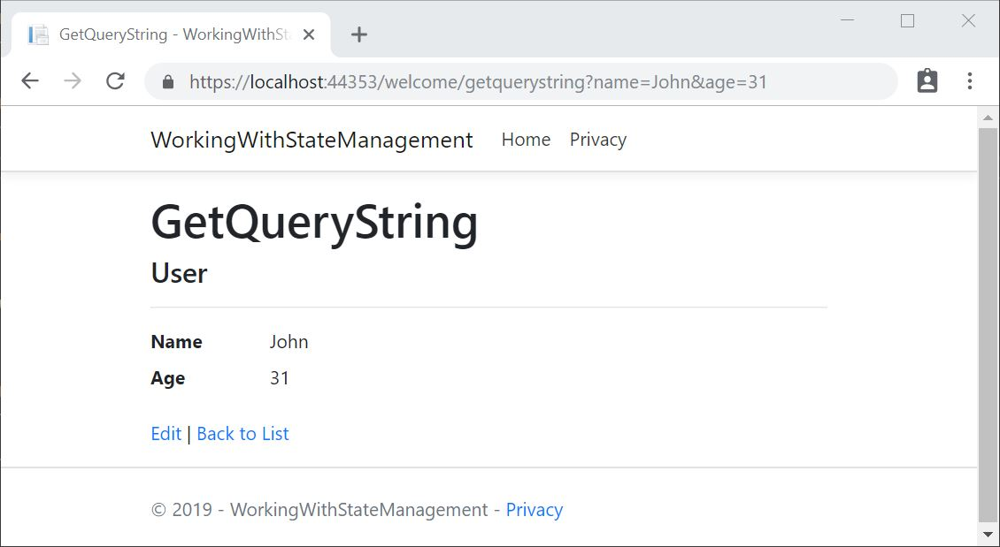 GetQueryString - WorkingWithSt
https://localhost:44353/welcome/getquerystring?name=John&age=31
WorkingWithStateManagement Home Privacy
GetQueryString
User
Name John
Age 31
Edit | Back to List
© 2019 - WorkingWithStateManagement - Privacy